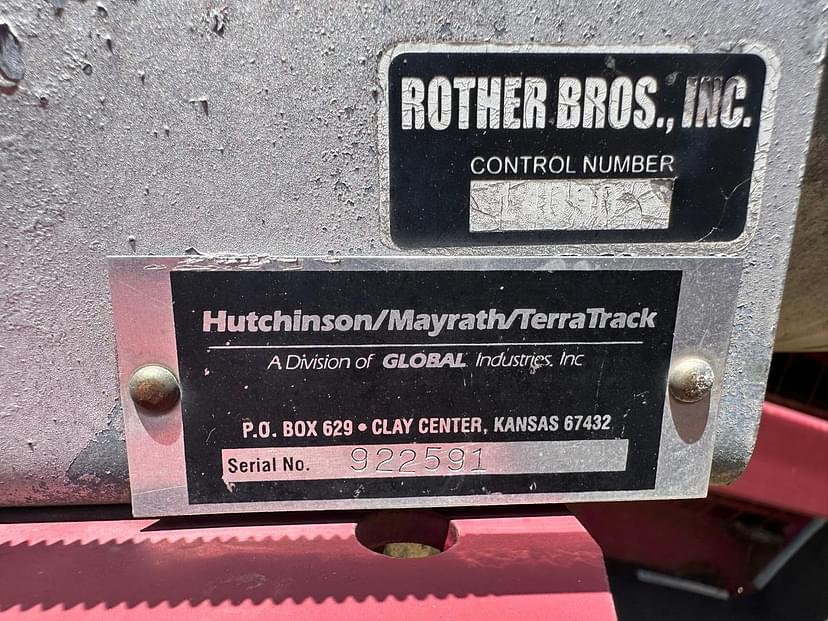 ROTHER BROS., INC.
CONTROL NUMBER
Hutchinson/Mayrath/TerraTrack
A Division of GLOBAL Industries, Inc
P.O. BOX 629 • CLAY CENTER, KANSAS 67432
Serial No. 922591